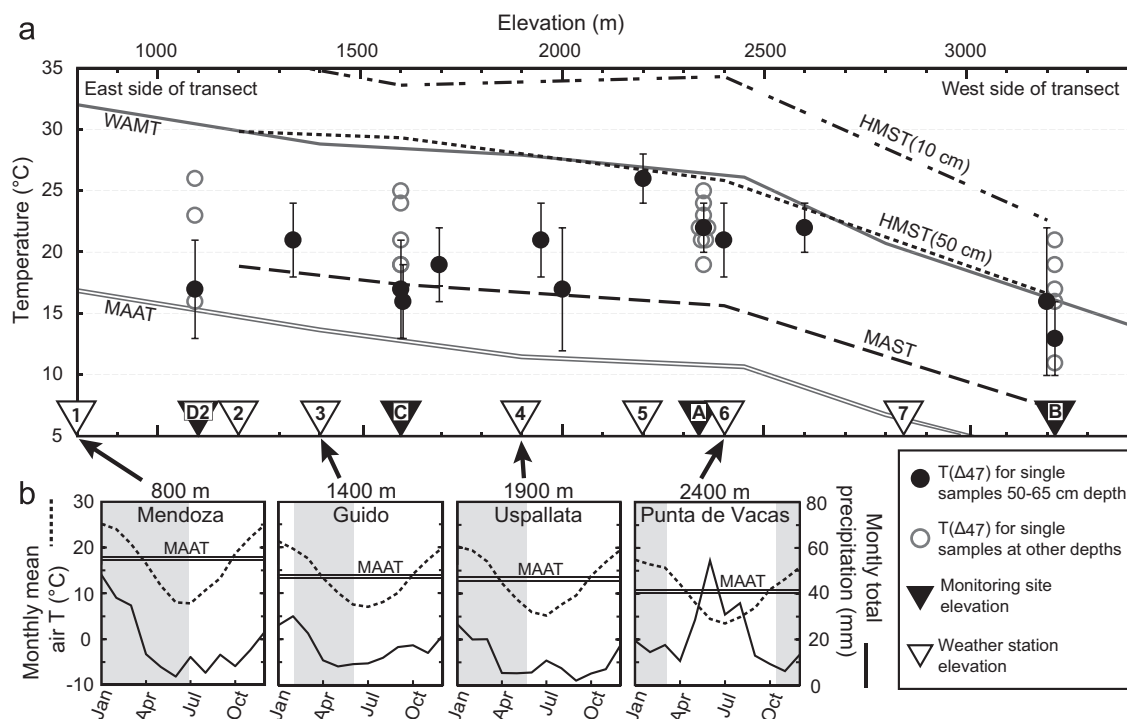 a
Elevation (m)
1000 1500 2000 2500 3000
35
30
25
20
15
10
5
Temperature (°C)
East side of transect
West side of transect
WAMT
HMST(10 cm)
HMST(50 cm)
MAAT
MAST
1 D2 2 3 C 4 5 A 6 7 B
b
800 m 1400 m 1900 m 2400 m
Mendoza Guido Uspallata Punta de Vacas
MAAT MAAT MAAT MAAT
30
20
10
0
-10
Monthly mean
air T (°C)
80
60
40
20
0
Montly total
precipitation (mm)
Jan Apr Jul Oct Jan Apr Jul Oct Jan Apr Jul Oct Jan Apr Jul Oct
T(Δ47) for single
samples 50-65 cm depth
T(Δ47) for single
samples at other depths
Monitoring site
elevation
Weather station
elevation